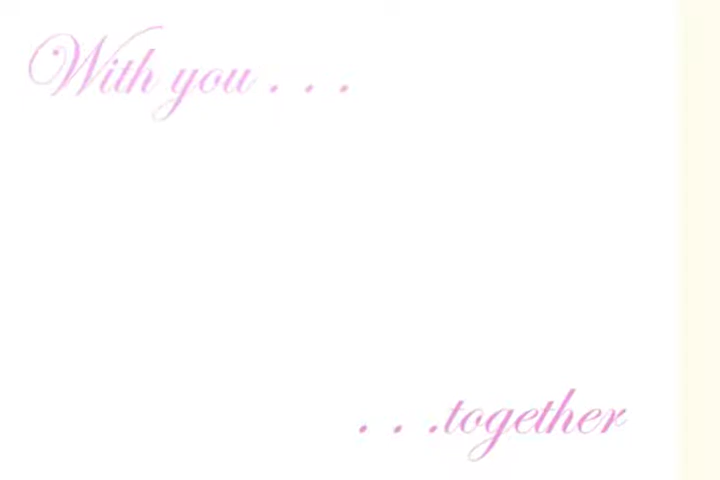 With you . . .
. . .together